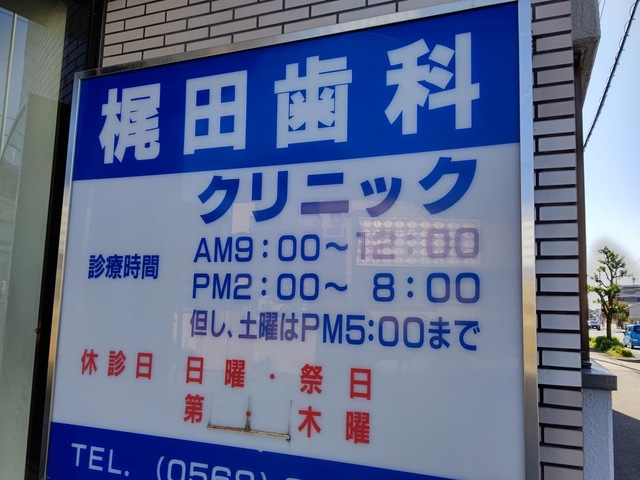 梶田歯科
クリニック
診療時間 AM9:00〜12:00
PM2:00〜 8:00
但し、土曜はPM5:00まで
休診日 日曜・祭日
第 木曜
TEL. (0568)